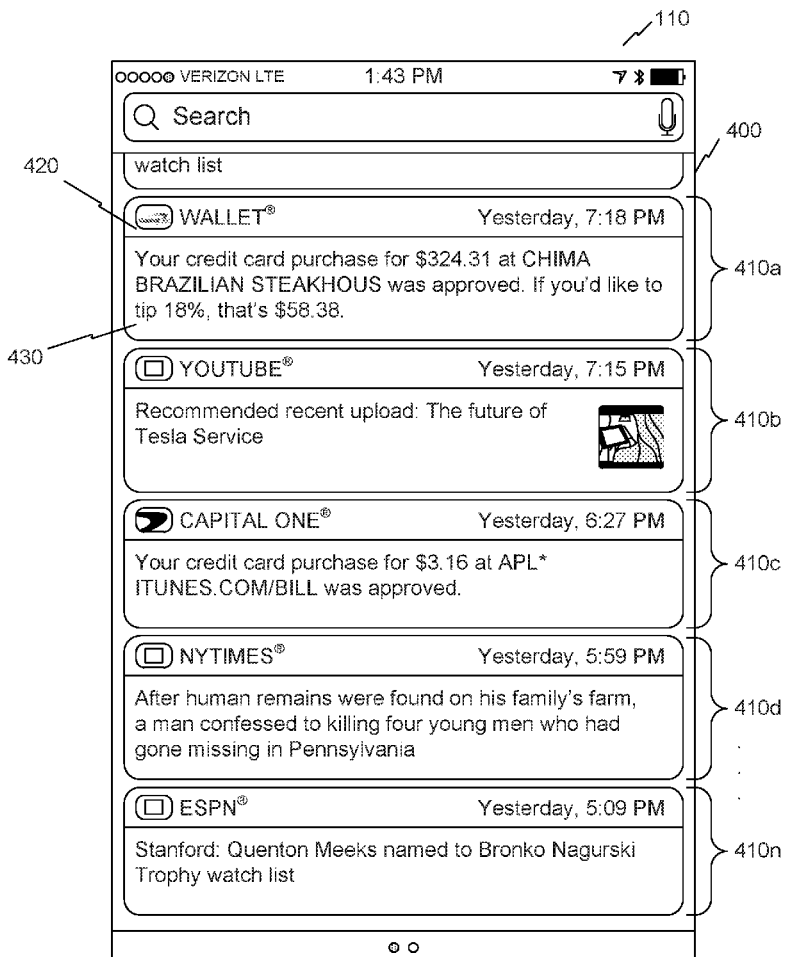 110
VERIZON LTE 1:43 PM
Search
400
watch list
420
WALLET® Yesterday, 7:18 PM
Your credit card purchase for $324.31 at CHIMA
BRAZILIAN STEAKHOUS was approved. If you'd like to
tip 18%, that's $58.38.
410a
430
YOUTUBE® Yesterday, 7:15 PM
Recommended recent upload: The future of
Tesla Service
410b
CAPITAL ONE® Yesterday, 6:27 PM
Your credit card purchase for $3.16 at APL*
ITUNES.COM/BILL was approved.
410c
NYTIMES® Yesterday, 5:59 PM
After human remains were found on his family's farm,
a man confessed to killing four young men who had
gone missing in Pennsylvania
410d
ESPN® Yesterday, 5:09 PM
Stanford: Quenton Meeks named to Bronko Nagurski
Trophy watch list
410n